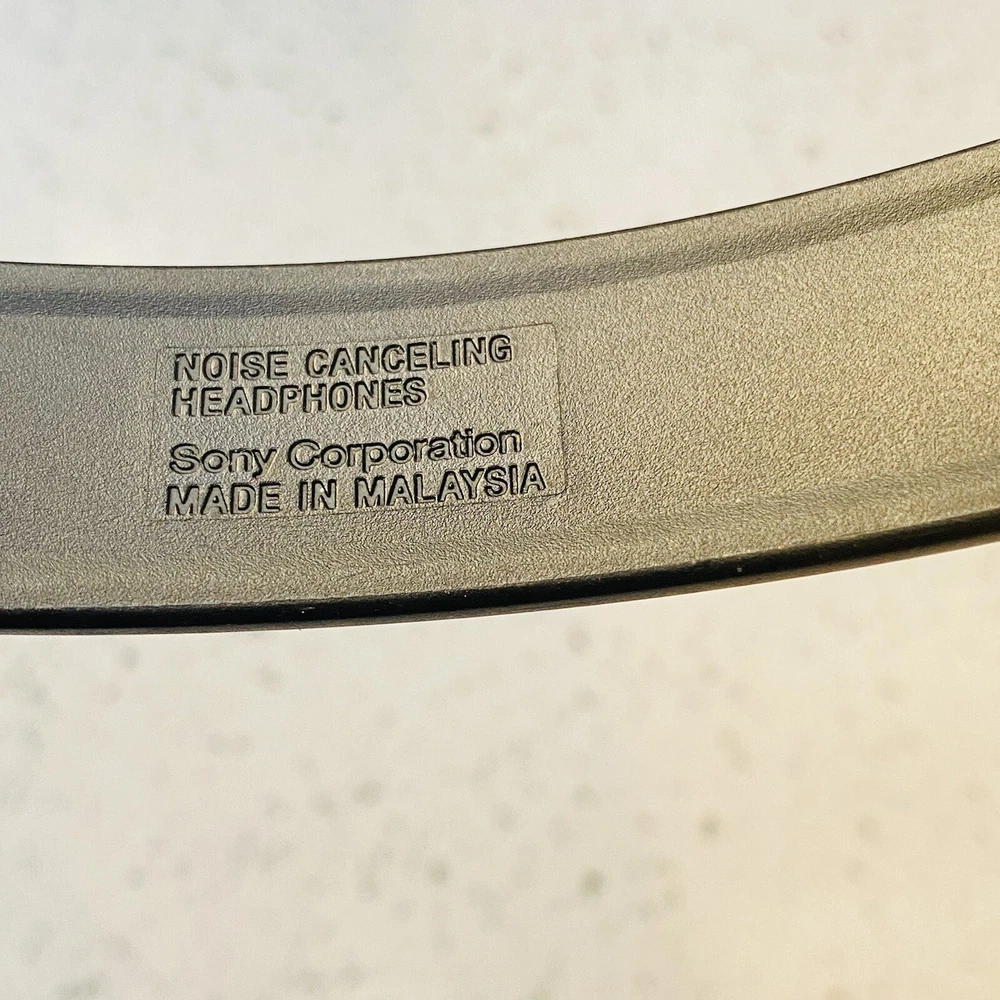 NOISE CANCELING
HEADPHONES
Sony Corporation
MADE IN MALAYSIA